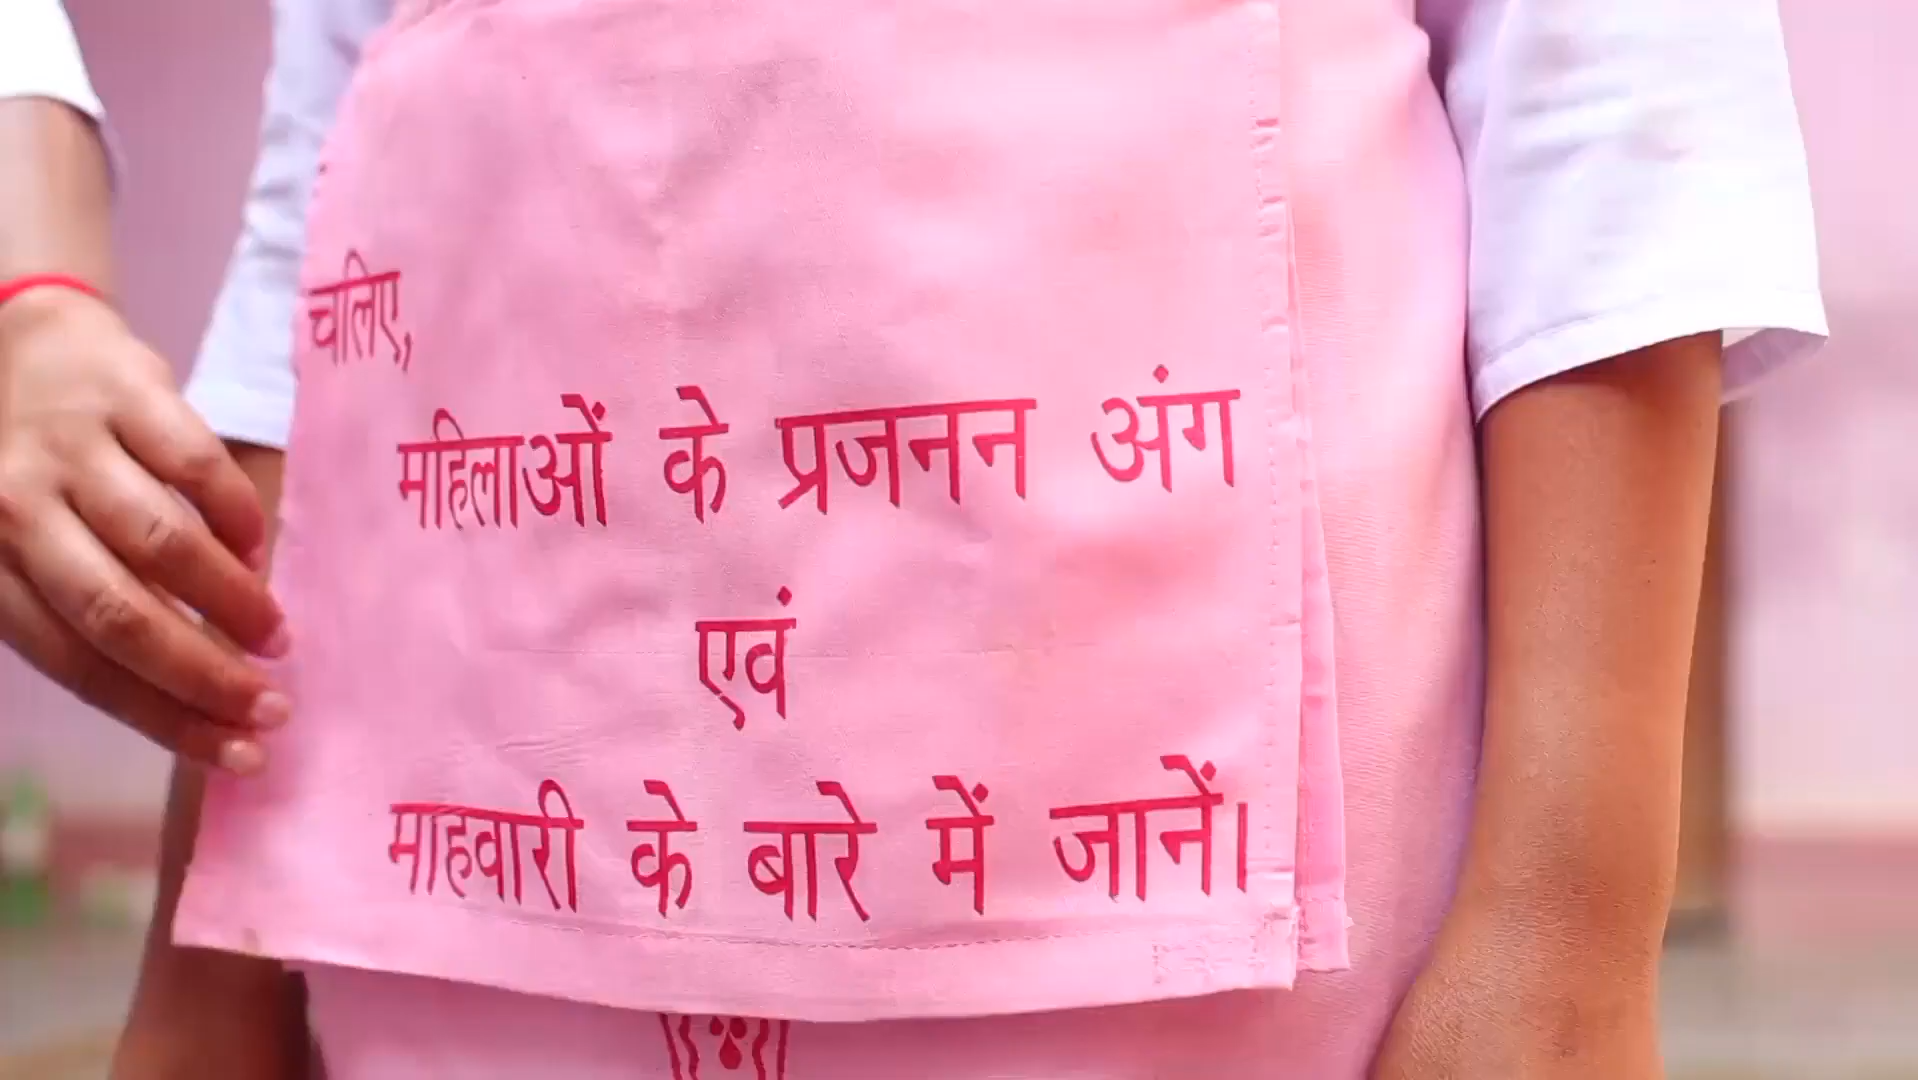 चलिए,
महिलाओं के प्रजनन अंग
एवं
माहवारी के बारे में जानें।